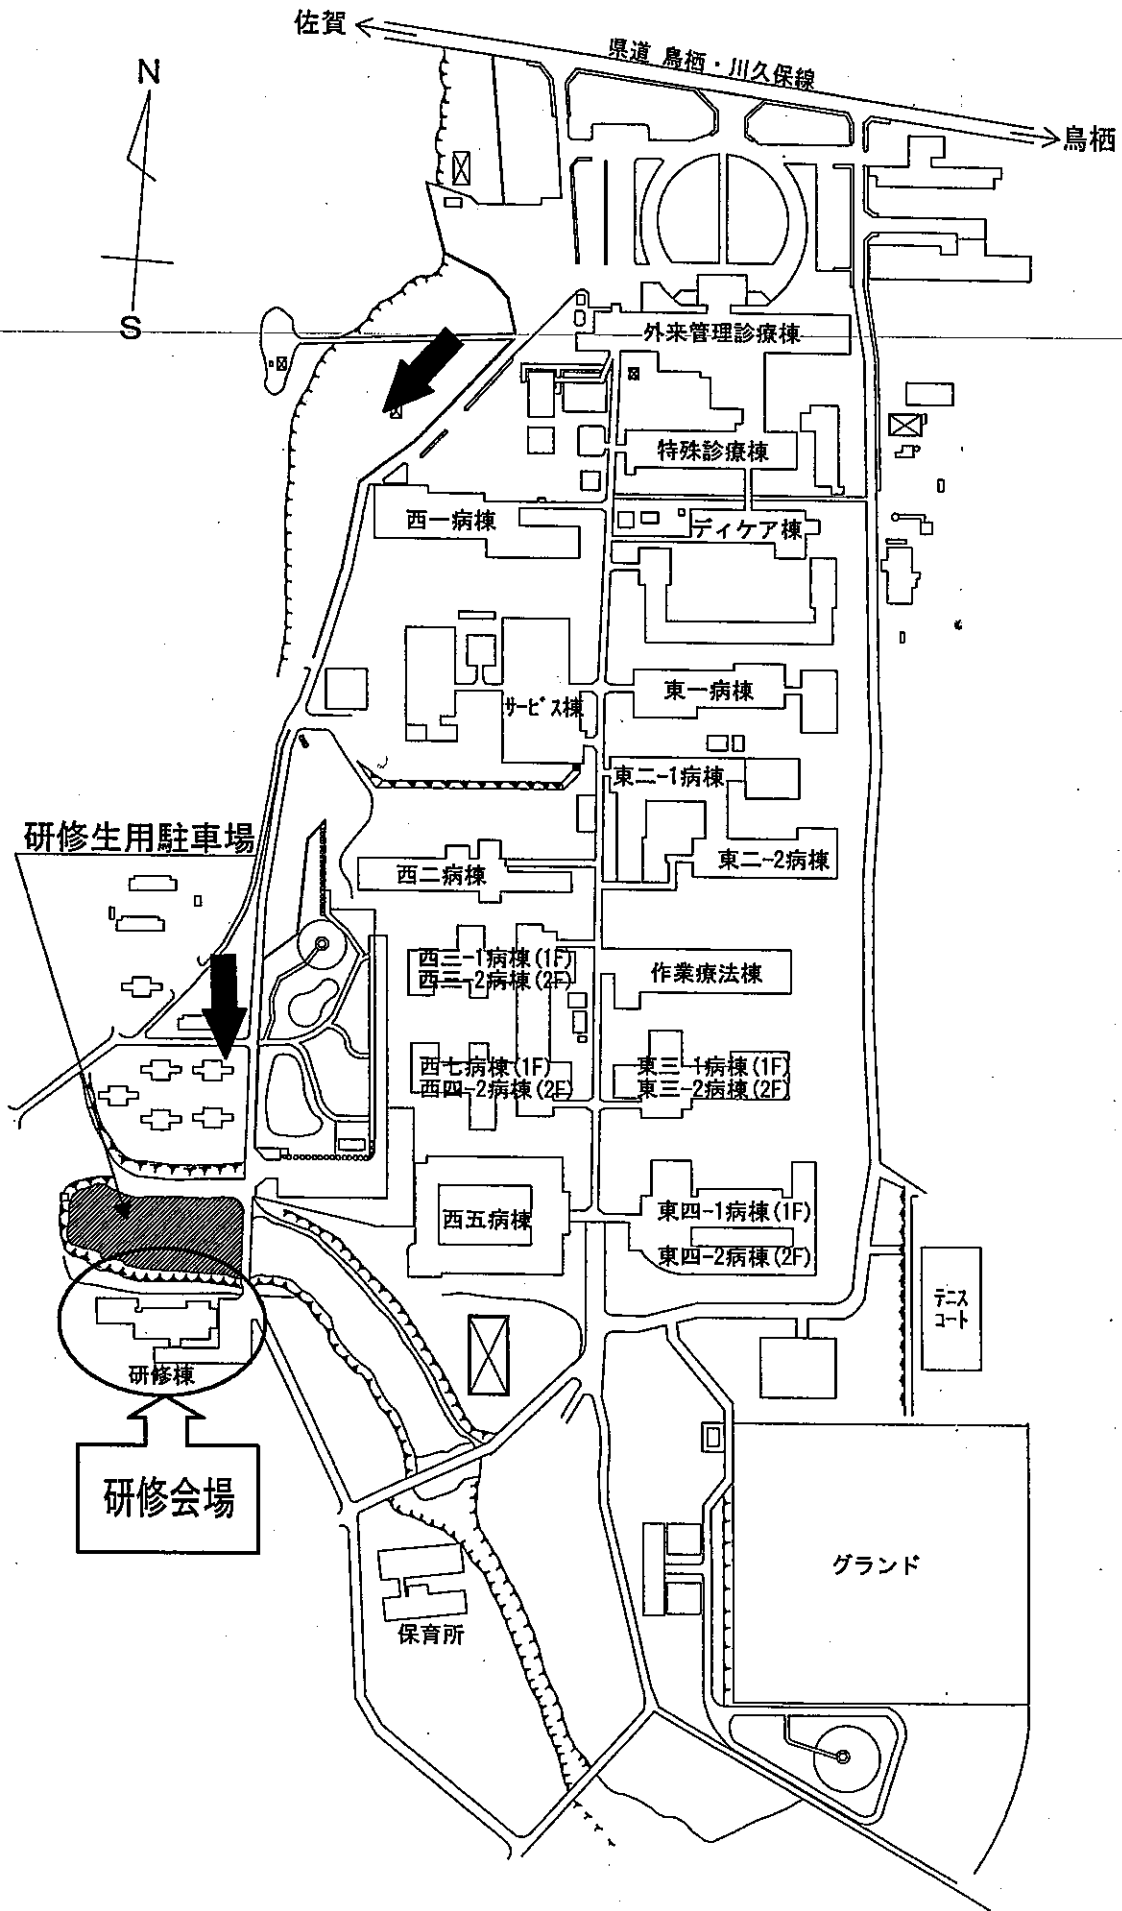 佐賀
県道 鳥栖・川久保線
鳥栖
N
S
外来管理診療棟
特殊診療棟
西一病棟
ディケア棟
東一病棟
サービス棟
東二-1病棟
研修生用駐車場
西二病棟
東二-2病棟
西三-1病棟(1F)
西三-2病棟(2F)
作業療法棟
西七病棟(1F)
西四-2病棟(2F)
東三-1病棟(1F)
東三-2病棟(2F)
西五病棟
東四-1病棟(1F)
東四-2病棟(2F)
テニス
コート
研修棟
研修会場
グランド
保育所